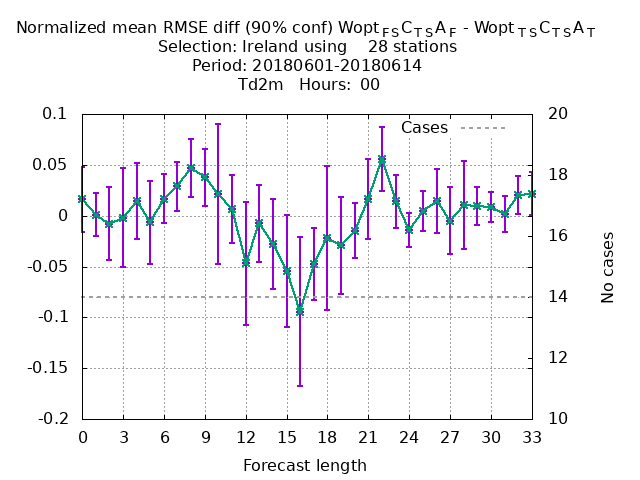 Normalized mean RMSE diff (90% conf) Wopt FS C TS A F - Wopt TS C TS A T
Selection: Ireland using 28 stations
Period: 20180601-20180614
Td2m Hours: 00
0.1 20
Cases
0.05 18
0 16
-0.05
-0.1 14
-0.15 12
-0.2 10
No cases
0 3 6 9 12 15 18 21 24 27 30 33
Forecast length